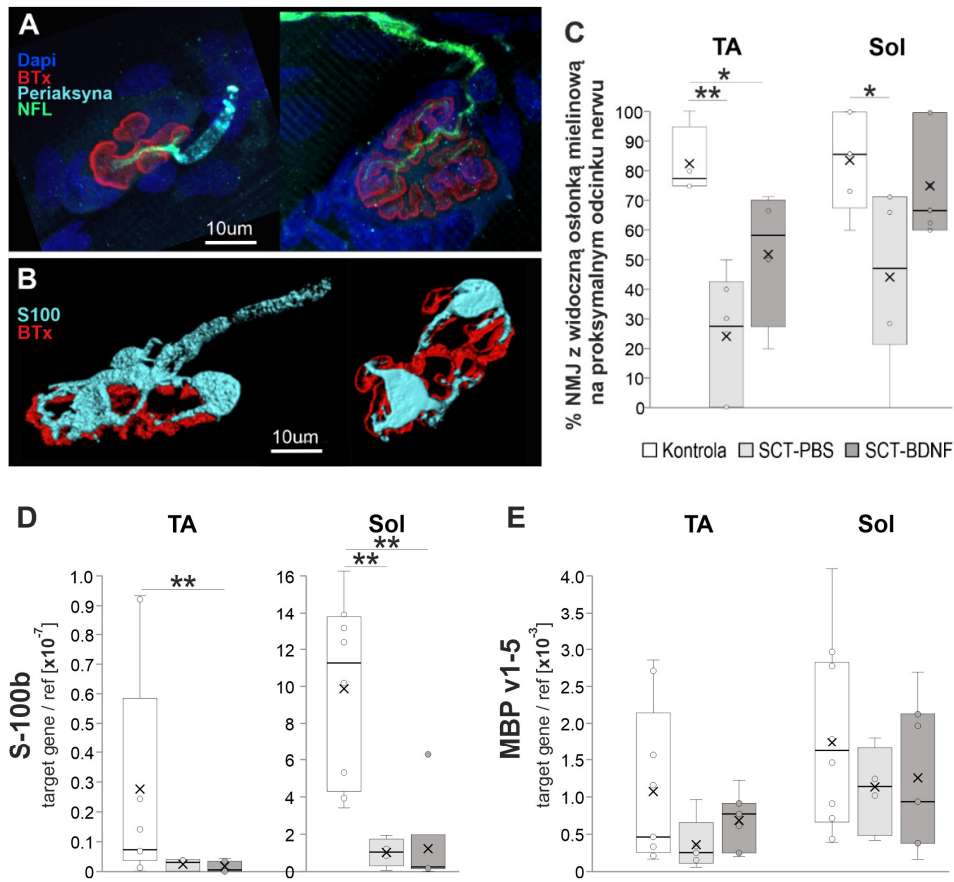 A
Dapi
BTx
Periaksyna
NFL
10um
B
S100
BTx
10um
C
TA
Sol
*
**
*
% NMJ z widoczną osłonką mielinową
na proksymalnym odcinku nerwu
100
90
80
70
60
50
40
30
20
10
0
Kontrola SCT-PBS SCT-BDNF
D
TA
Sol
**
**
**
S-100b
target gene / ref [x10-7]
1.0
0.9
0.8
0.7
0.6
0.5
0.4
0.3
0.2
0.1
0
16
14
12
10
8
6
4
2
0
E
TA
Sol
MBP v1-5
target gene / ref [x10-3]
4.0
3.5
3.0
2.5
2.0
1.5
1.0
0.5
0